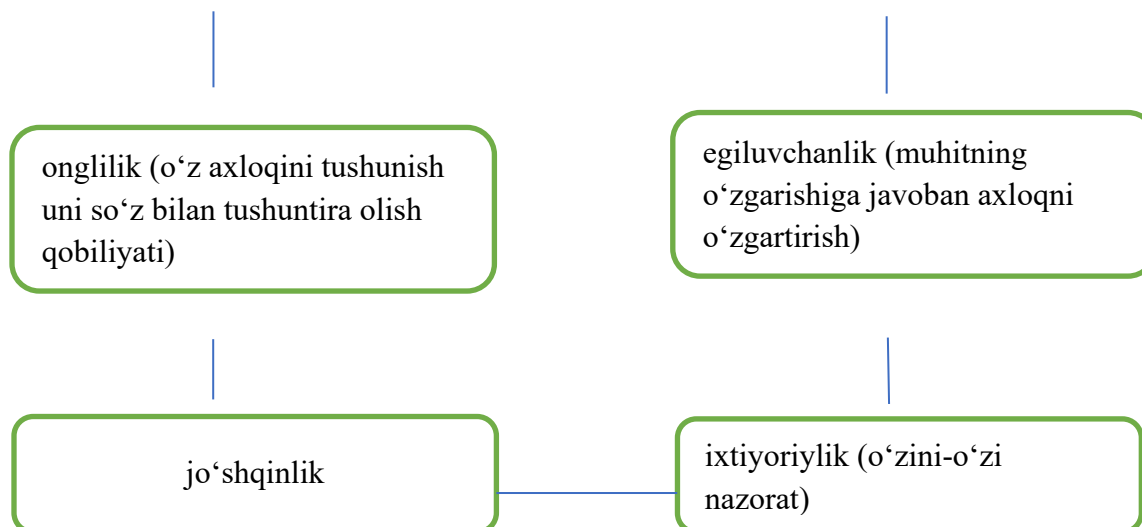 onglilik (o‘z axloqini tushunish
uni so‘z bilan tushuntira olish
qobiliyati)
egiluvchanlik (muhitning
o‘zgarishiga javoban axloqni
o‘zgartirish)
jo‘shqinlik
ixtiyoriylik (o‘zini-o‘zi
nazorat)